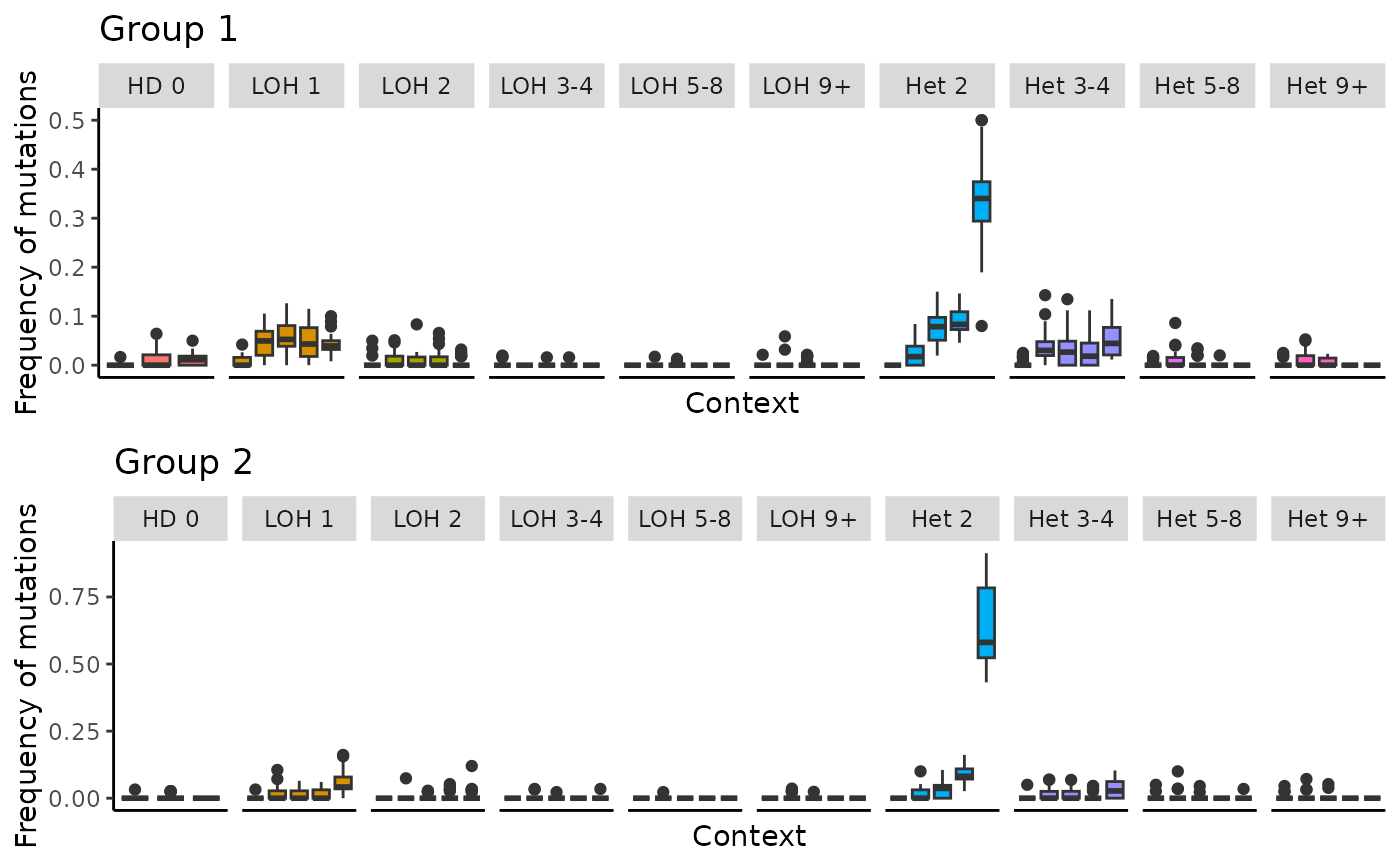 Group 1
HD 0 LOH 1 LOH 2 LOH 3-4 LOH 5-8 LOH 9+ Het 2 Het 3-4 Het 5-8 Het 9+
Frequency of mutations
0.5
0.4
0.3
0.2
0.1
0.0
Context
Group 2
HD 0 LOH 1 LOH 2 LOH 3-4 LOH 5-8 LOH 9+ Het 2 Het 3-4 Het 5-8 Het 9+
Frequency of mutations
0.75
0.50
0.25
0.00
Context